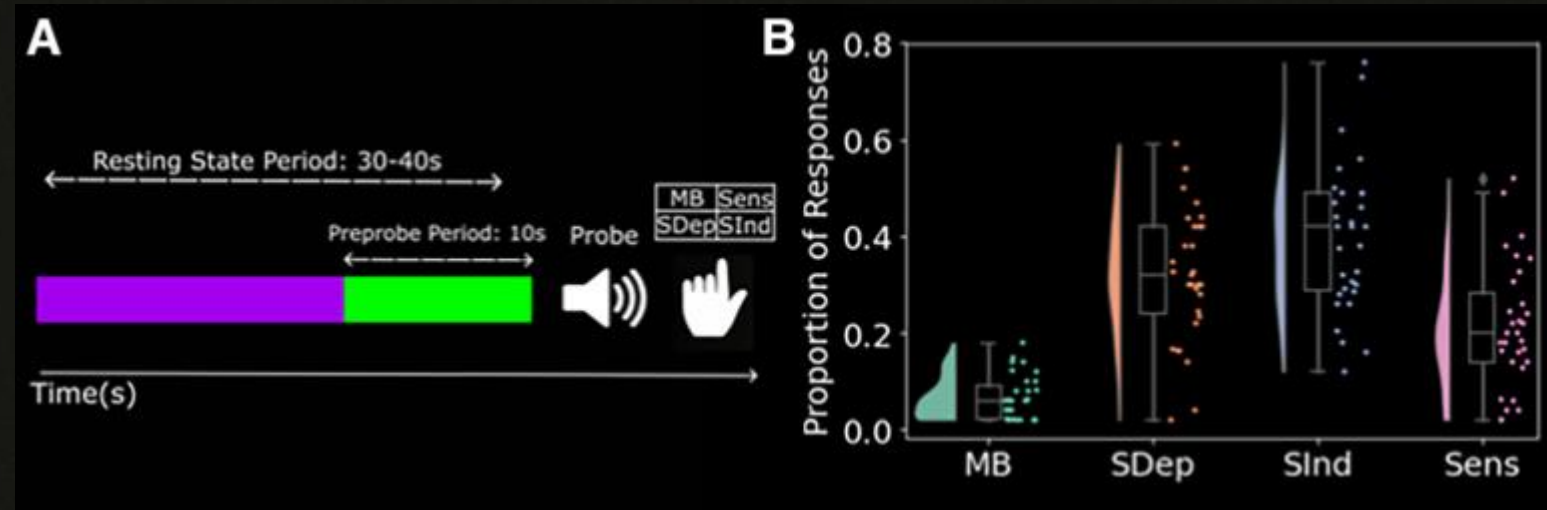 A
Resting State Period: 30-40s
Preprobe Period: 10s
Probe
MB Sens
SDep SInd
Time(s)
B
Proportion of Responses
0.8
0.6
0.4
0.2
0.0
MB SDep SInd Sens